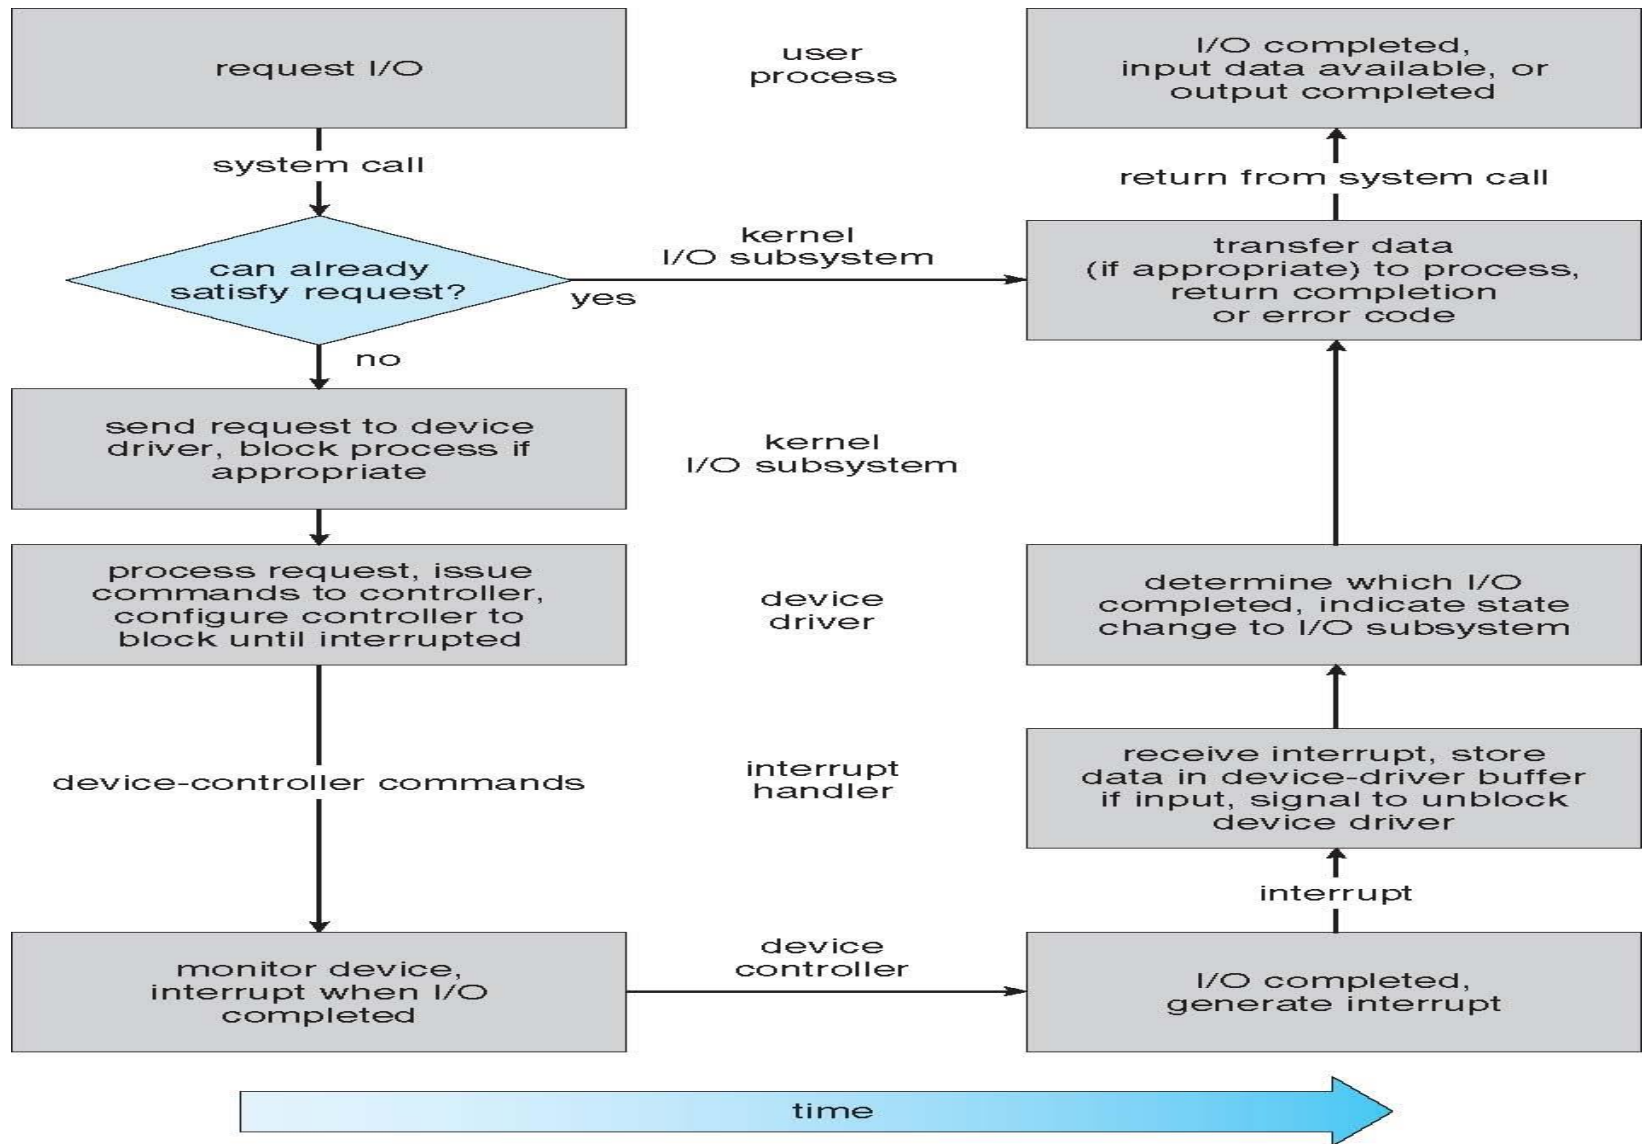 request I/O
user
process
I/O completed,
input data available, or
output completed
system call
return from system call
can already
satisfy request?
kernel
I/O subsystem
yes
transfer data
(if appropriate) to process,
return completion
or error code
no
send request to device
driver, block process if
appropriate
kernel
I/O subsystem
process request, issue
commands to controller,
configure controller to
block until interrupted
device
driver
determine which I/O
completed, indicate state
change to I/O subsystem
device-controller commands
interrupt
handler
receive interrupt, store
data in device-driver buffer
if input, signal to unblock
device driver
interrupt
monitor device,
interrupt when I/O
completed
device
controller
I/O completed,
generate interrupt
time